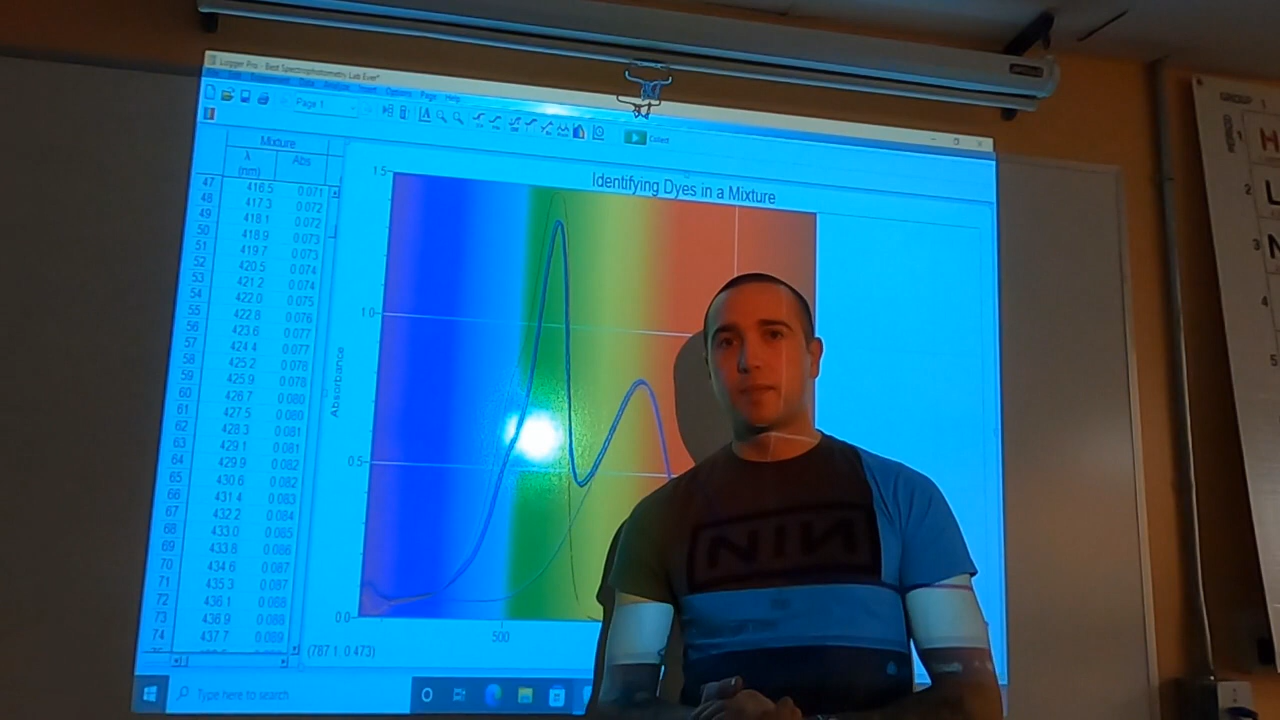 Logger Pro - Best Spectrophotometry Lab Ever*
Page 1
Collect
Mixture
λ Abs
(nm)
47 416.5 0.071
48 417.3 0.072
49 418.1 0.072
50 418.9 0.073
51 419.7 0.073
52 420.5 0.074
53 421.2 0.074
54 422.0 0.075
55 422.8 0.076
56 423.6 0.077
57 424.4 0.077
58 425.2 0.078
59 425.9 0.078
60 426.7 0.080
61 427.5 0.080
62 428.3 0.081
63 429.1 0.081
64 429.9 0.082
65 430.6 0.082
66 431.4 0.083
67 432.2 0.084
68 433.0 0.085
69 433.8 0.086
70 434.6 0.087
71 435.3 0.087
72 436.1 0.088
73 436.9 0.088
74 437.7 0.089
Identifying Dyes in a Mixture
1.5
1.0
0.5
0.0
Absorbance
500
(787.1, 0.473)
Type here to search
NIN
GROUP 1
PERIOD
1 H
2 L
3 N
4
5